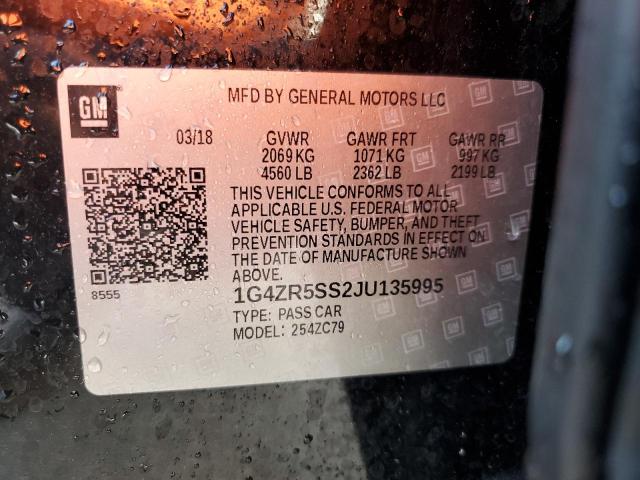 GM
MFD BY GENERAL MOTORS LLC
03/18 GVWR GAWR FRT GAWR RR
2069 KG 1071 KG 997 KG
4560 LB 2362 LB 2199 LB
THIS VEHICLE CONFORMS TO ALL
APPLICABLE U.S. FEDERAL MOTOR
VEHICLE SAFETY, BUMPER, AND THEFT
PREVENTION STANDARDS IN EFFECT ON
THE DATE OF MANUFACTURE SHOWN
ABOVE.
8555
1G4ZR5SS2JU135995
TYPE: PASS CAR
MODEL: 254ZC79